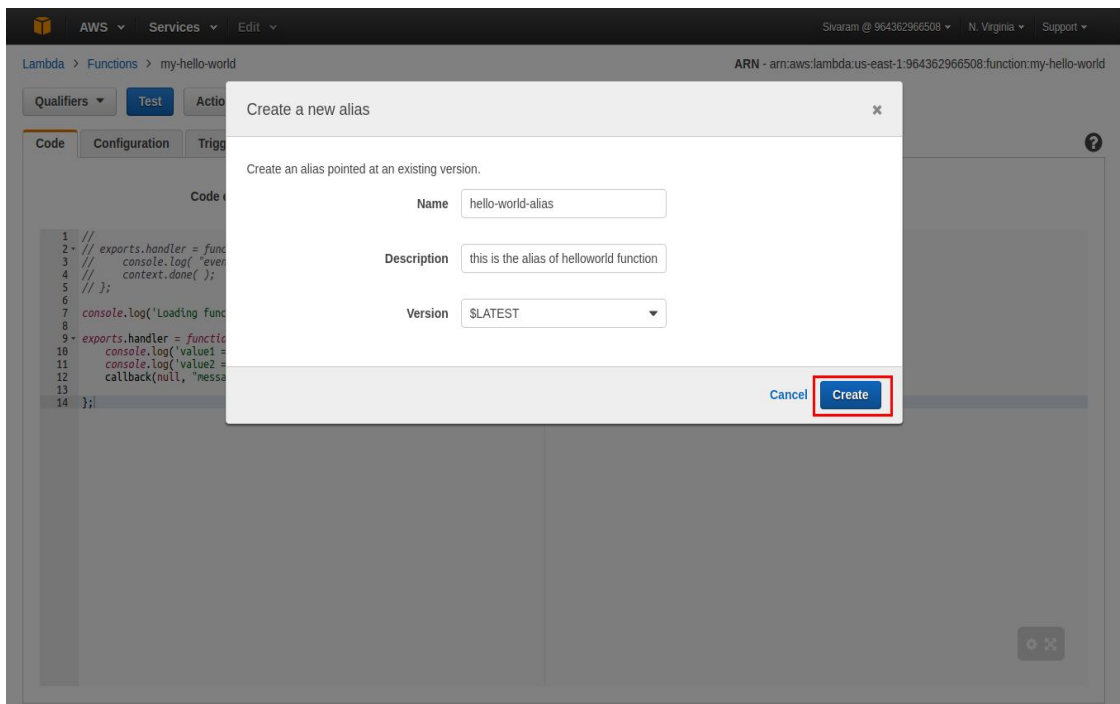 AWS Services Edit Sivaram @ 964362966508 N. Virginia Support
Lambda > Functions > my-hello-world ARN - arn:aws:lambda:us-east-1:964362966508:function:my-hello-world
Qualifiers Test Actio
Code Configuration Trigg
Code e
Create a new alias
Create an alias pointed at an existing version.
Name hello-world-alias
Description this is the alias of helloworld function
Version $LATEST
Cancel Create
1 //
2 // exports.handler = func
3 // console.log( "even
4 // context.done( );
5 // };
6
7 console.log('Loading func
8
9 exports.handler = functio
10 console.log('value1 =
11 console.log('value2 =
12 callback(null, "messa
13
14 };